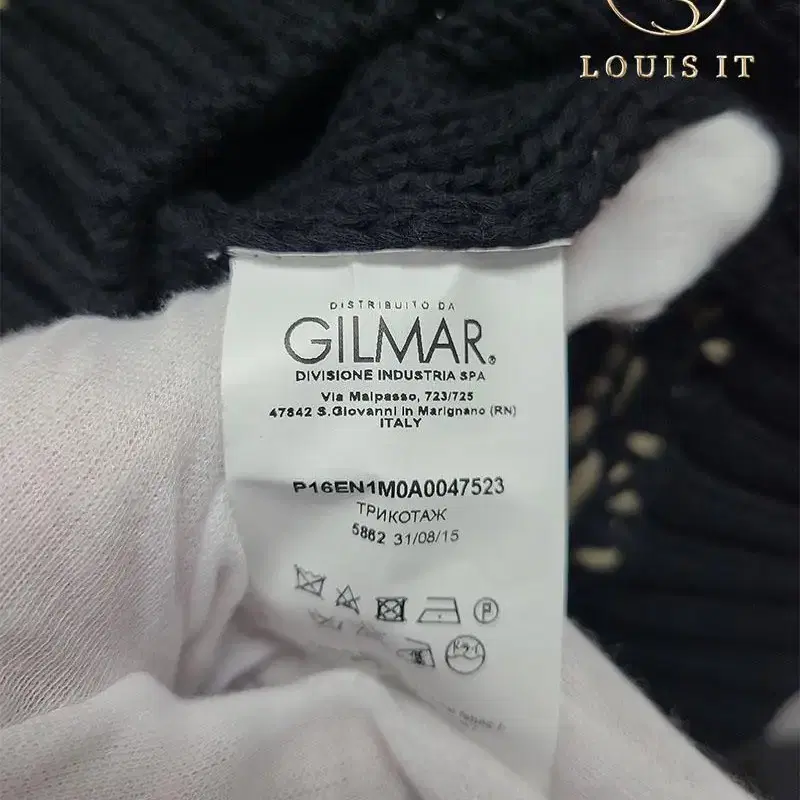 LOUIS IT
DISTRIBUITO DA
GILMAR®
DIVISIONE INDUSTRIA SPA
Via Malpasso, 723/725
47842 S.Giovanni in Marignano (RN)
ITALY
P16EN1M0A0047523
ТРИКОТАЖ
5862 31/08/15
P